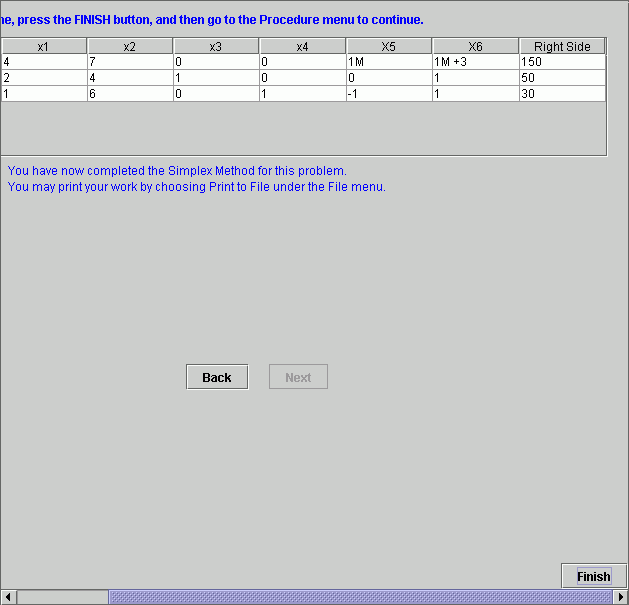 ne, press the FINISH button, and then go to the Procedure menu to continue.
x1 x2 x3 x4 X5 X6 Right Side
4 7 0 0 1M 1M +3 150
2 4 1 0 0 1 50
1 6 0 1 -1 1 30
You have now completed the Simplex Method for this problem.
You may print your work by choosing Print to File under the File menu.
Back Next
Finish